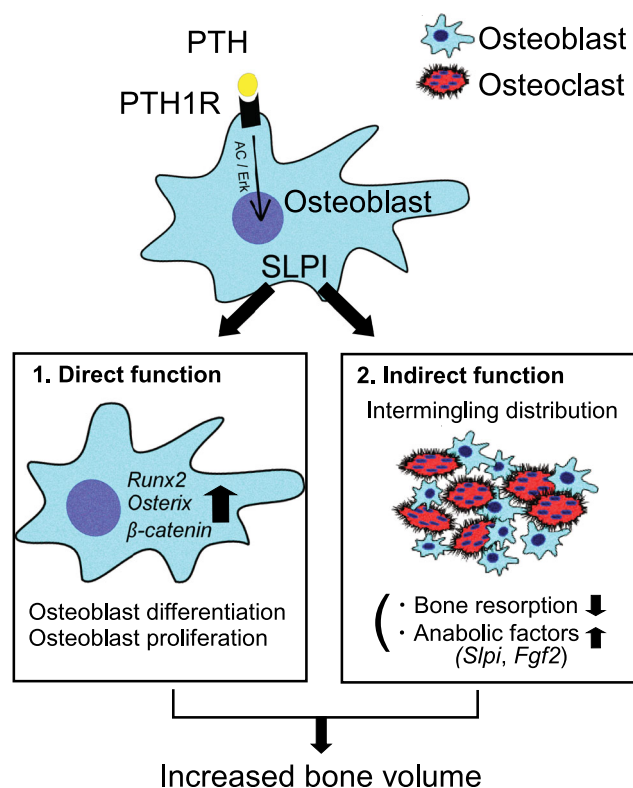 PTH
PTH1R
Osteoblast
Osteoclast
AC / Erk
Osteoblast
SLPI
1. Direct function
Runx2
Osterix
β-catenin
Osteoblast differentiation
Osteoblast proliferation
2. Indirect function
Intermingling distribution
( · Bone resorption
· Anabolic factors
(Slpi, Fgf2)
Increased bone volume